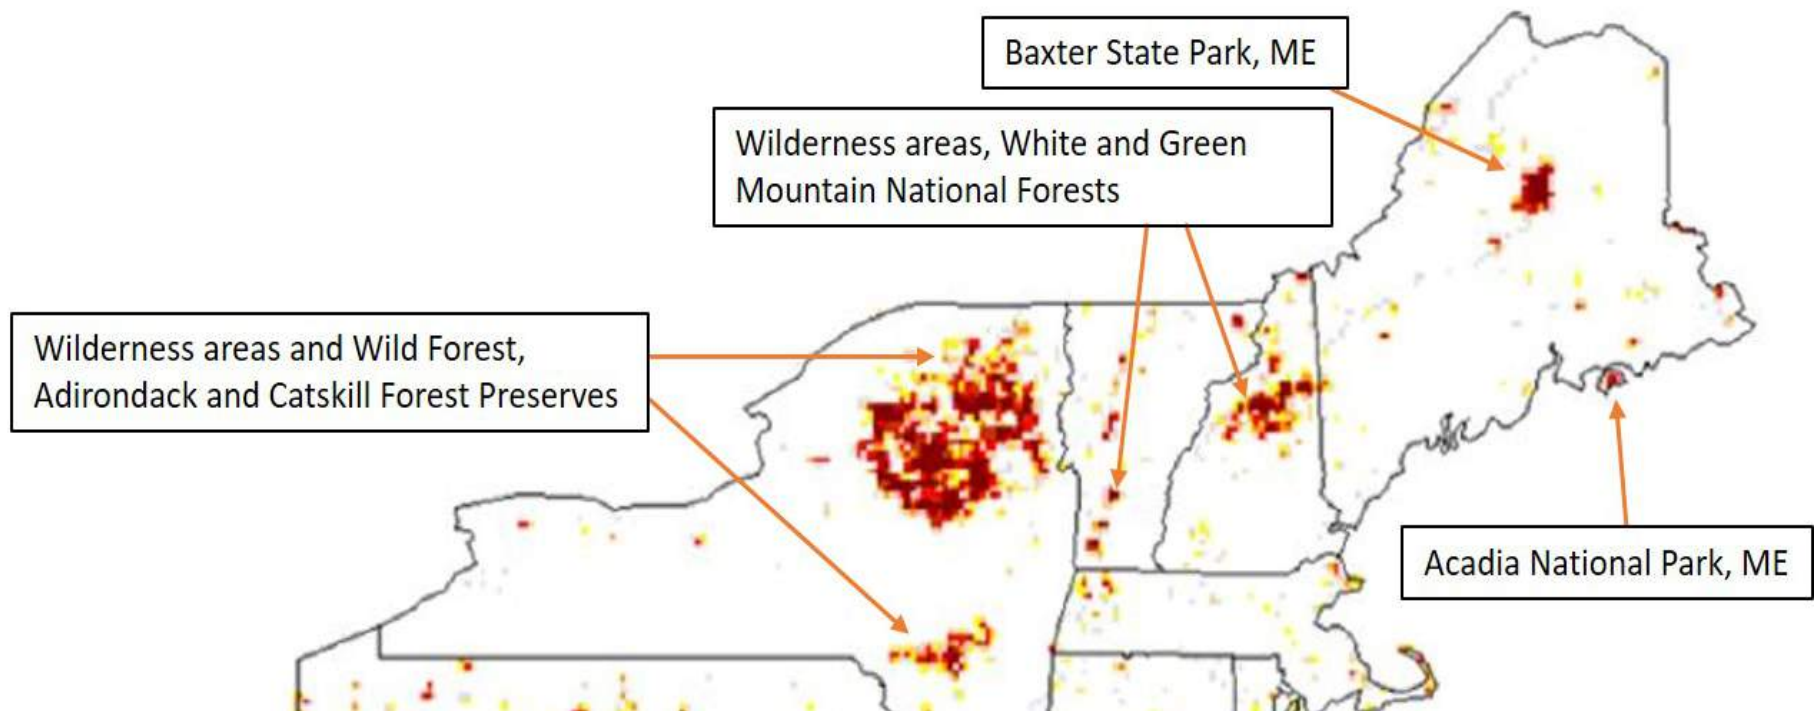 Baxter State Park, ME
Wilderness areas, White and Green
Mountain National Forests
Wilderness areas and Wild Forest,
Adirondack and Catskill Forest Preserves
Acadia National Park, ME